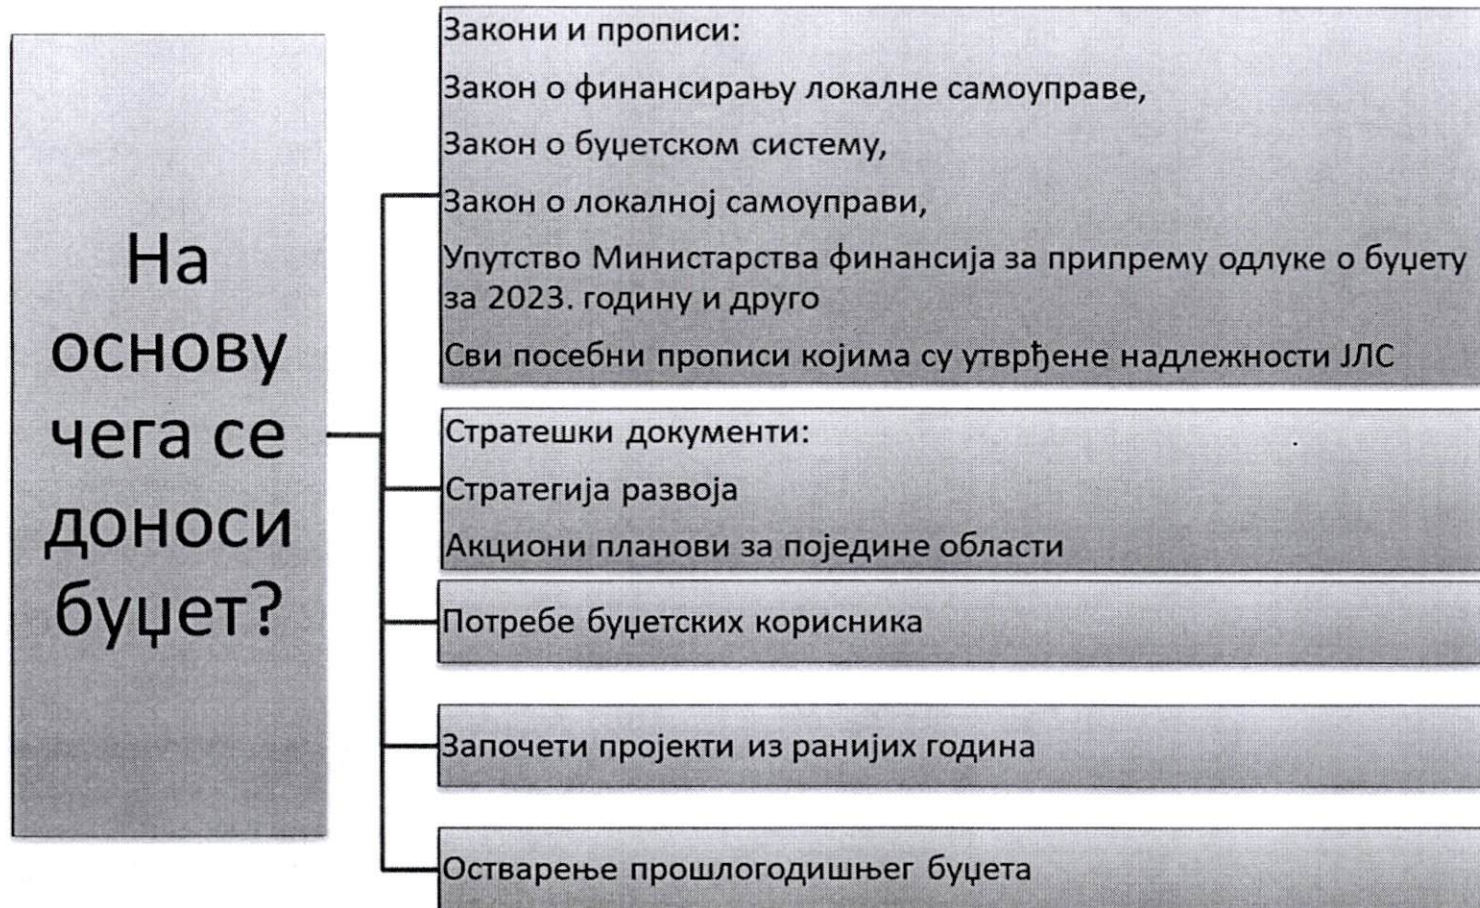 На
основу
чега се
доноси
буџет?
Закони и прописи:
Закон о финансирању локалне самоуправе,
Закон о буџетском систему,
Закон о локалној самоуправи,
Упутство Министарства финансија за припрему одлуке о буџету
за 2023. годину и друго
Сви посебни прописи којима су утврђене надлежности ЈЛС
Стратешки документи:
Стратегија развоја
Акциони планови за поједине области
Потребе буџетских корисника
Започети пројекти из ранијих година
Остварење прошлогодишњег буџета